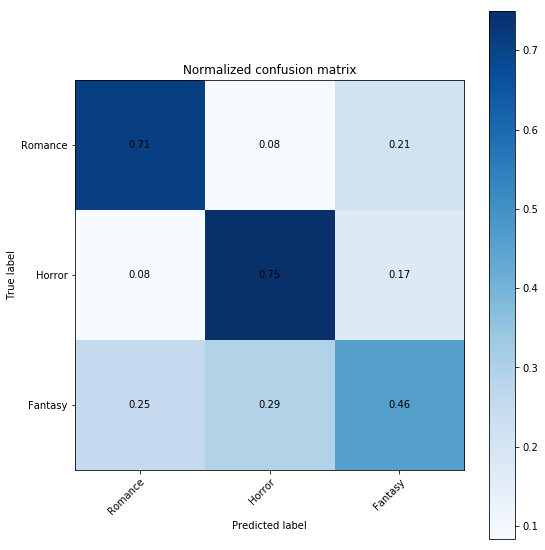 Normalized confusion matrix
True label
Romance
0.71
0.08
0.21
Horror
0.08
0.75
0.17
Fantasy
0.25
0.29
0.46
Romance
Horror
Fantasy
Predicted label
0.7
0.6
0.5
0.4
0.3
0.2
0.1